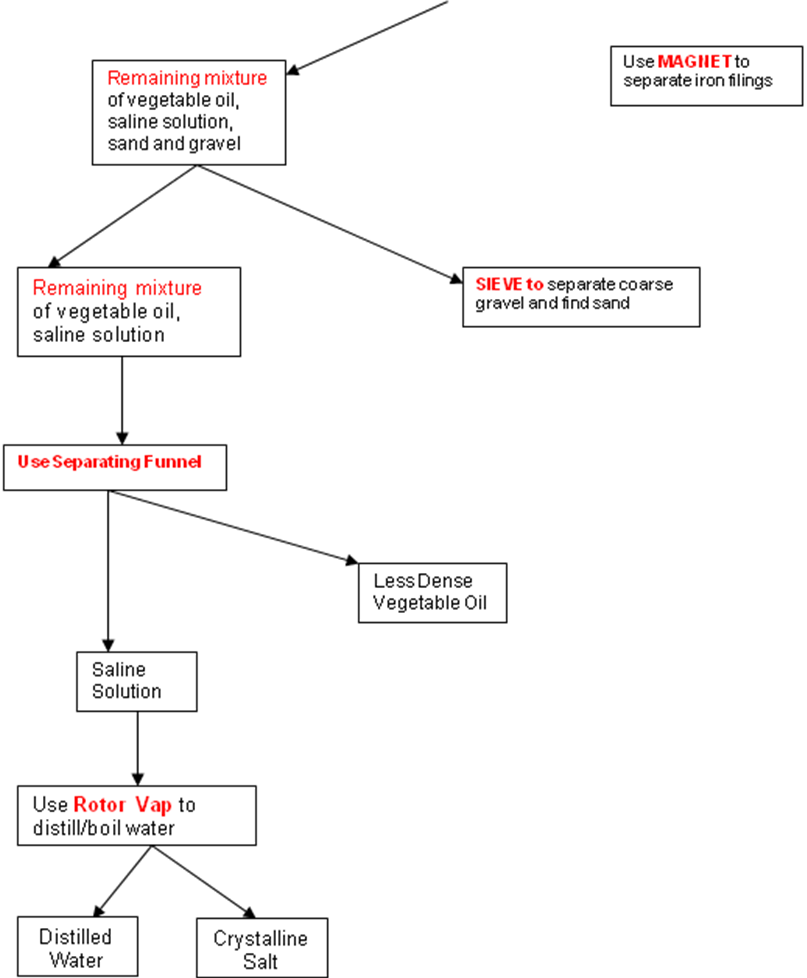 Use MAGNET to
separate iron filings
Remaining mixture
of vegetable oil,
saline solution,
sand and gravel
Remaining mixture
of vegetable oil,
saline solution
SIEVE to separate coarse
gravel and find sand
Use Separating Funnel
Less Dense
Vegetable Oil
Saline
Solution
Use Rotor Vap to
distill/boil water
Distilled
Water
Crystalline
Salt